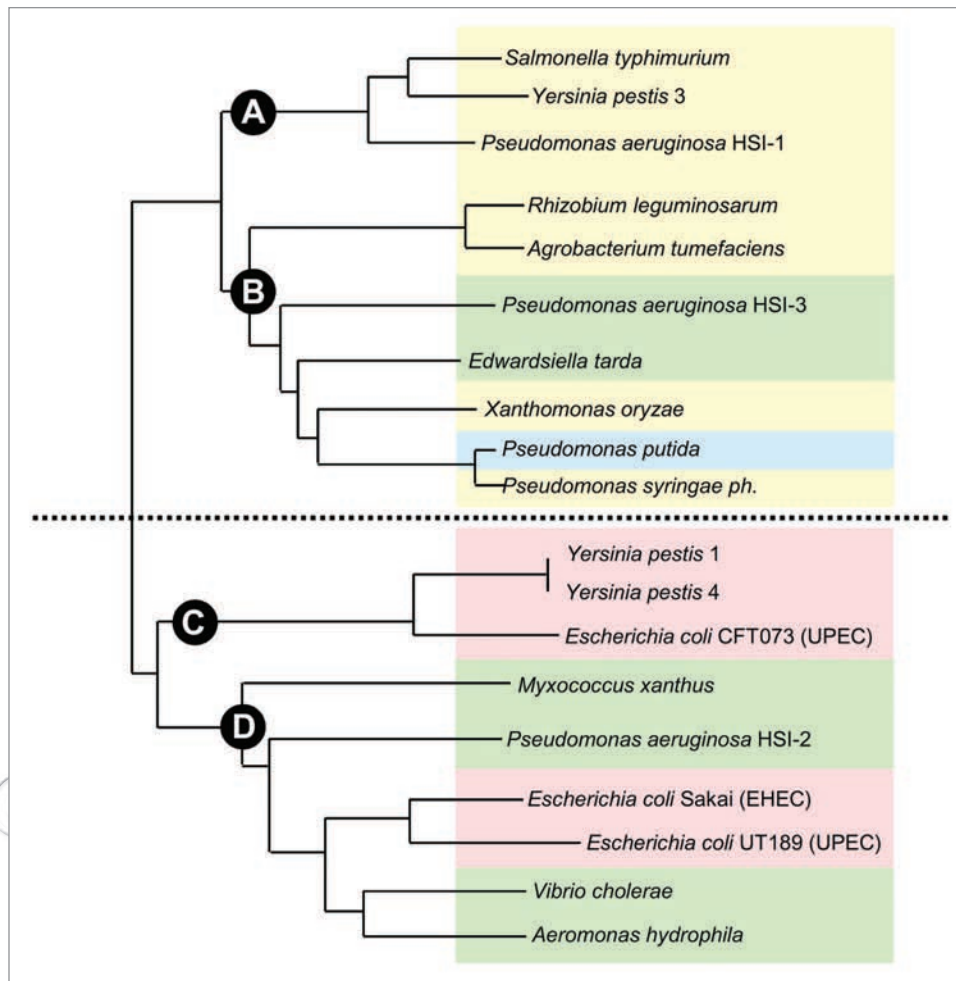 Salmonella typhimurium
A
Yersinia pestis 3
Pseudomonas aeruginosa HSI-1
Rhizobium leguminosarum
Agrobacterium tumefaciens
B
Pseudomonas aeruginosa HSI-3
Edwardsiella tarda
Xanthomonas oryzae
Pseudomonas putida
Pseudomonas syringae ph.
Yersinia pestis 1
Yersinia pestis 4
C
Escherichia coli CFT073 (UPEC)
Myxococcus xanthus
D
Pseudomonas aeruginosa HSI-2
Escherichia coli Sakai (EHEC)
Escherichia coli UT189 (UPEC)
Vibrio cholerae
Aeromonas hydrophila